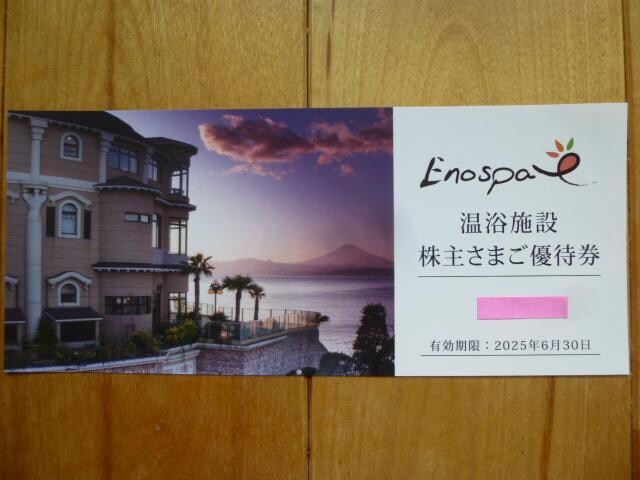 Enospa
温浴施設
株主さまご優待券
有効期限：2025年6月30日